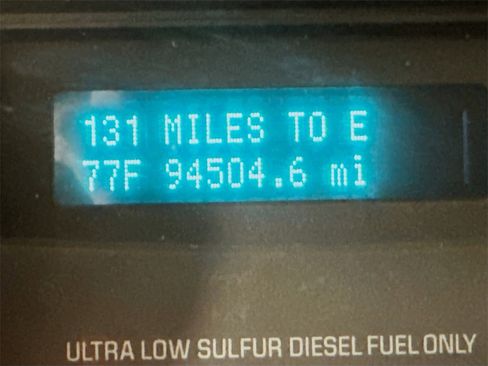 131 MILES TO E
77F 94504.6 mi
ULTRA LOW SULFUR DIESEL FUEL ONLY